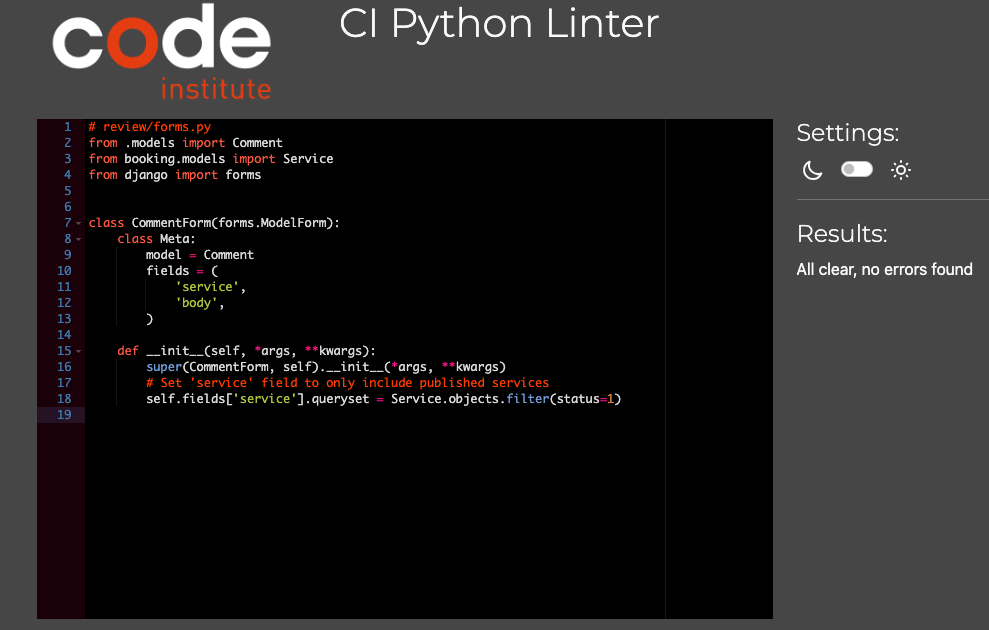 code
institute
CI Python Linter
1 # review/forms.py
2 from .models import Comment
3 from booking.models import Service
4 from django import forms
5
6
7 class CommentForm(forms.ModelForm):
8     class Meta:
9         model = Comment
10         fields = (
11             'service',
12             'body',
13         )
14
15     def __init__(self, *args, **kwargs):
16         super(CommentForm, self).__init__(*args, **kwargs)
17         # Set 'service' field to only include published services
18         self.fields['service'].queryset = Service.objects.filter(status=1)
19
Settings:
Results:
All clear, no errors found